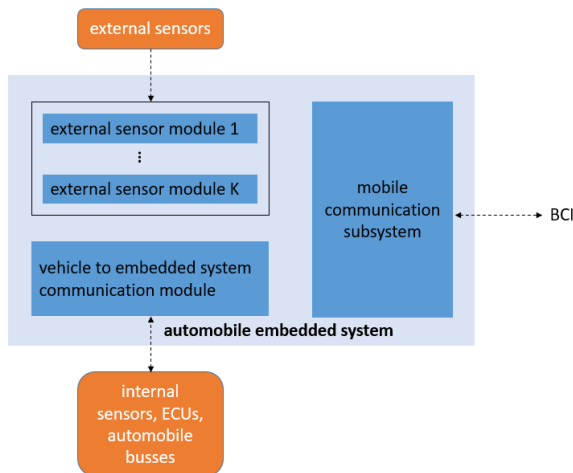 external sensors
external sensor module 1
⋮
external sensor module K
mobile
communication
subsystem
BCI
vehicle to embedded system
communication module
automobile embedded system
internal
sensors, ECUs,
automobile
busses